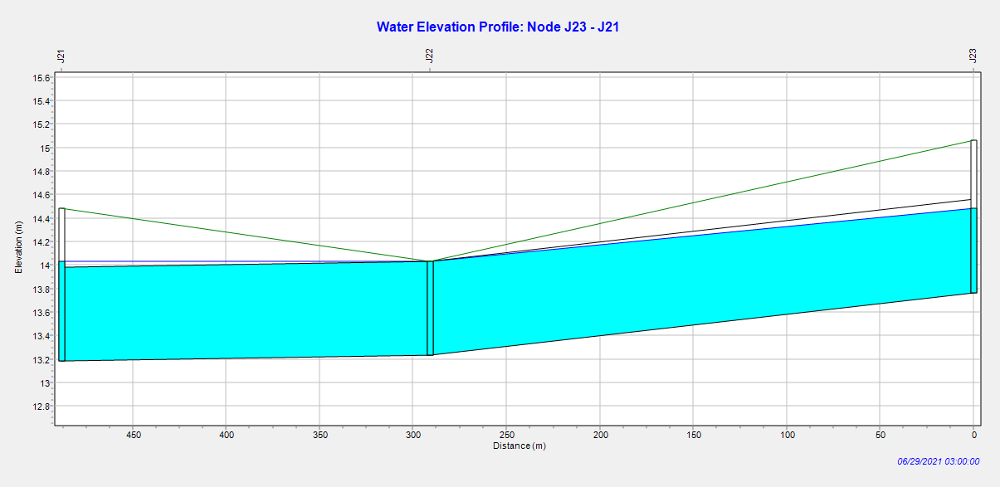 Water Elevation Profile: Node J23 - J21
J21
J22
J23
15.6
15.4
15.2
15
14.8
14.6
14.4
14.2
14
13.8
13.6
13.4
13.2
13
12.8
Elevation (m)
450 400 350 300 250 200 150 100 50 0
Distance (m)
06/29/2021 03:00:00